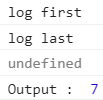 log first
log last
undefined
Output :  7